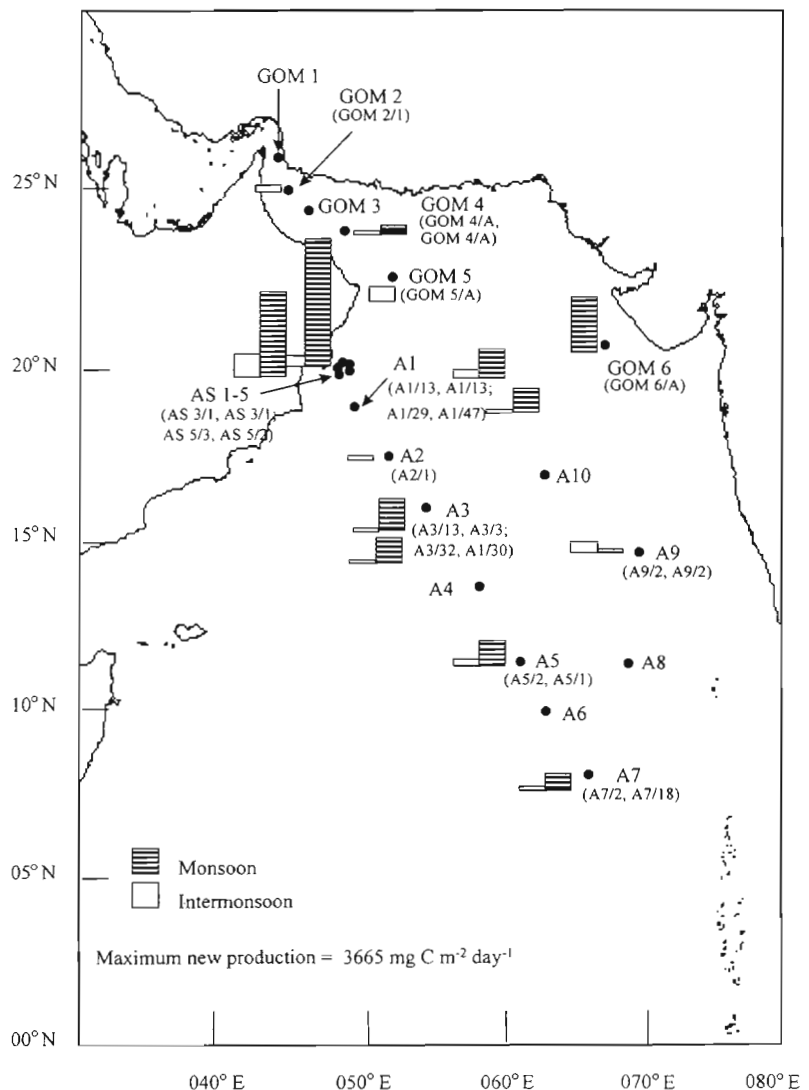 GOM 1
GOM 2
(GOM 2/1)
25° N
GOM 3
GOM 4
(GOM 4/A,
GOM 4/A)
GOM 5
(GOM 5/A)
GOM 6
(GOM 6/A)
20° N
AS 1-5
(AS 3/1, AS 3/1;
AS 5/3, AS 5/2)
A1
(A1/13, A1/13;
A1/29, A1/47)
A2
(A2/1)
A10
15° N
A3
(A3/13, A3/3;
A3/32, A1/30)
A9
(A9/2, A9/2)
A4
A5
(A5/2, A5/1)
A8
10° N
A6
A7
(A7/2, A7/18)
Monsoon
05° N
Intermonsoon
Maximum new production = 3665 mg C m⁻² day⁻¹
00° N
040° E
050° E
060° E
070° E
080° E